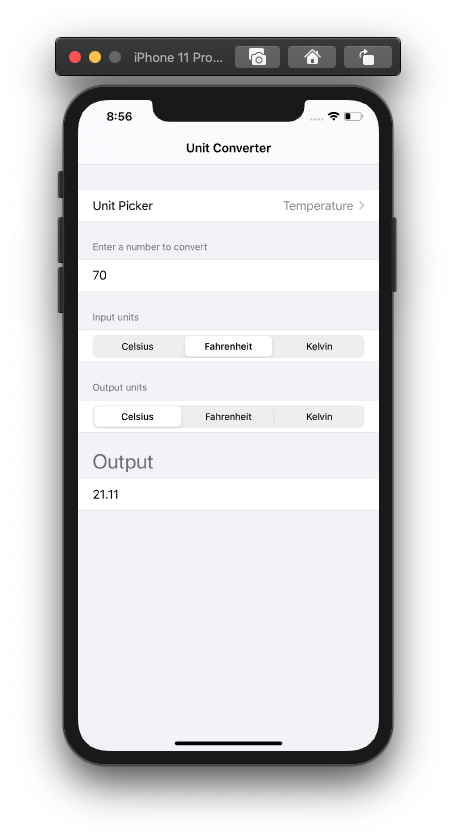 iPhone 11 Pro...
8:56
Unit Converter
Unit Picker Temperature
Enter a number to convert
70
Input units
Celsius Fahrenheit Kelvin
Output units
Celsius Fahrenheit Kelvin
Output
21.11